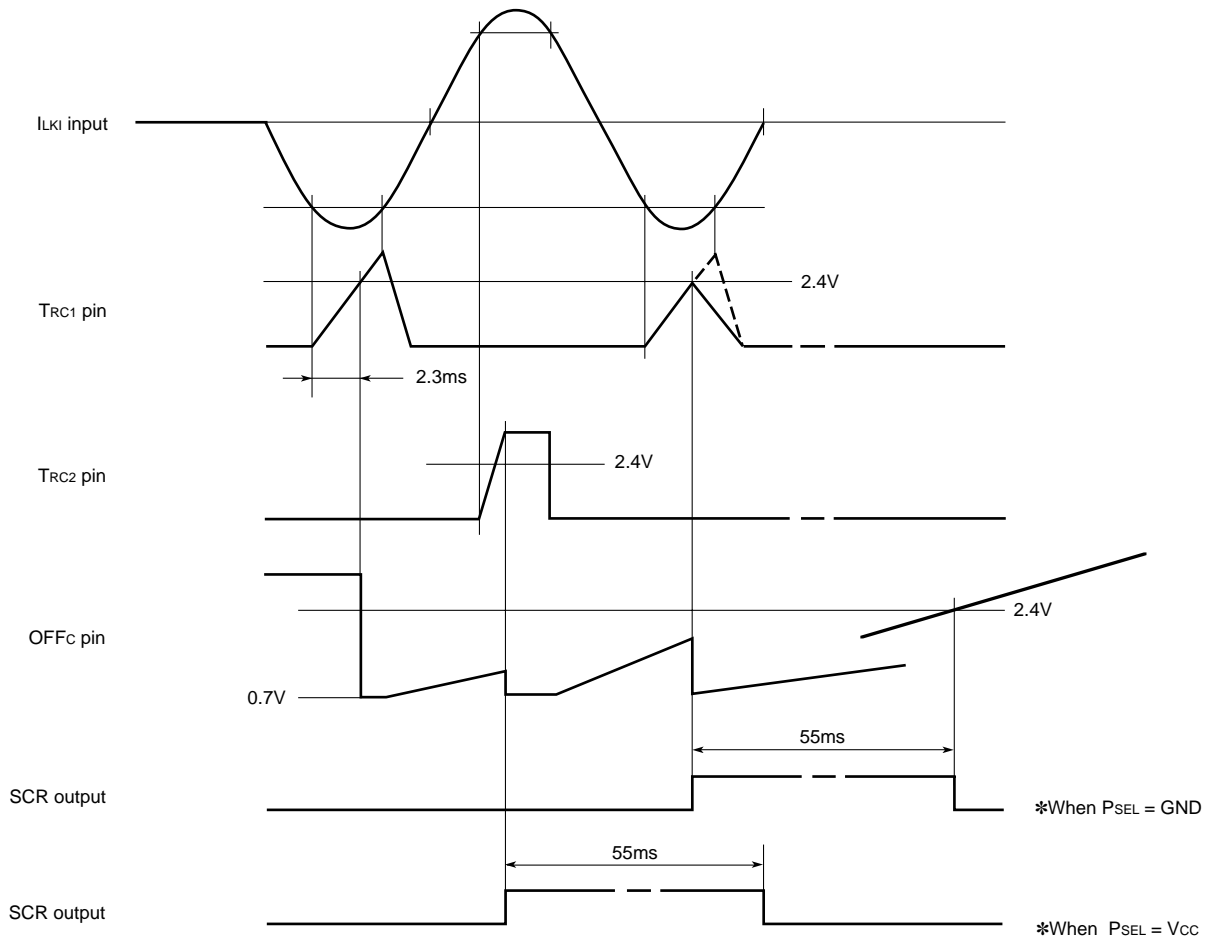 ILKI input
2.4V
TRC1 pin
2.3ms
2.4V
TRC2 pin
2.4V
OFFC pin
0.7V
55ms
SCR output
✽When PSEL = GND
55ms
SCR output
✽When PSEL = VCC